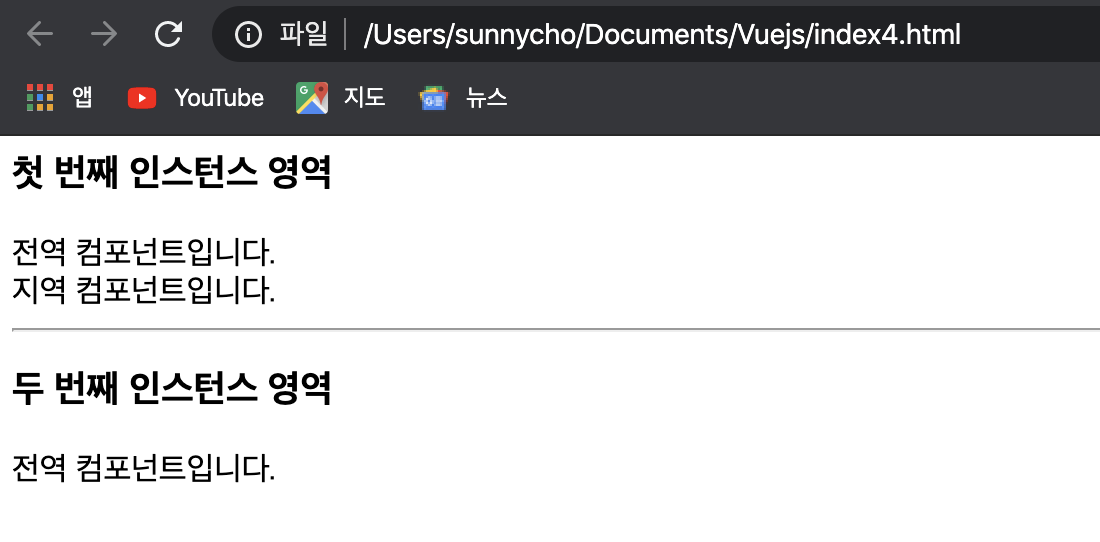 파일 /Users/sunnycho/Documents/Vuejs/index4.html
앱 YouTube 지도 뉴스
첫 번째 인스턴스 영역
전역 컴포넌트입니다.
지역 컴포넌트입니다.
두 번째 인스턴스 영역
전역 컴포넌트입니다.